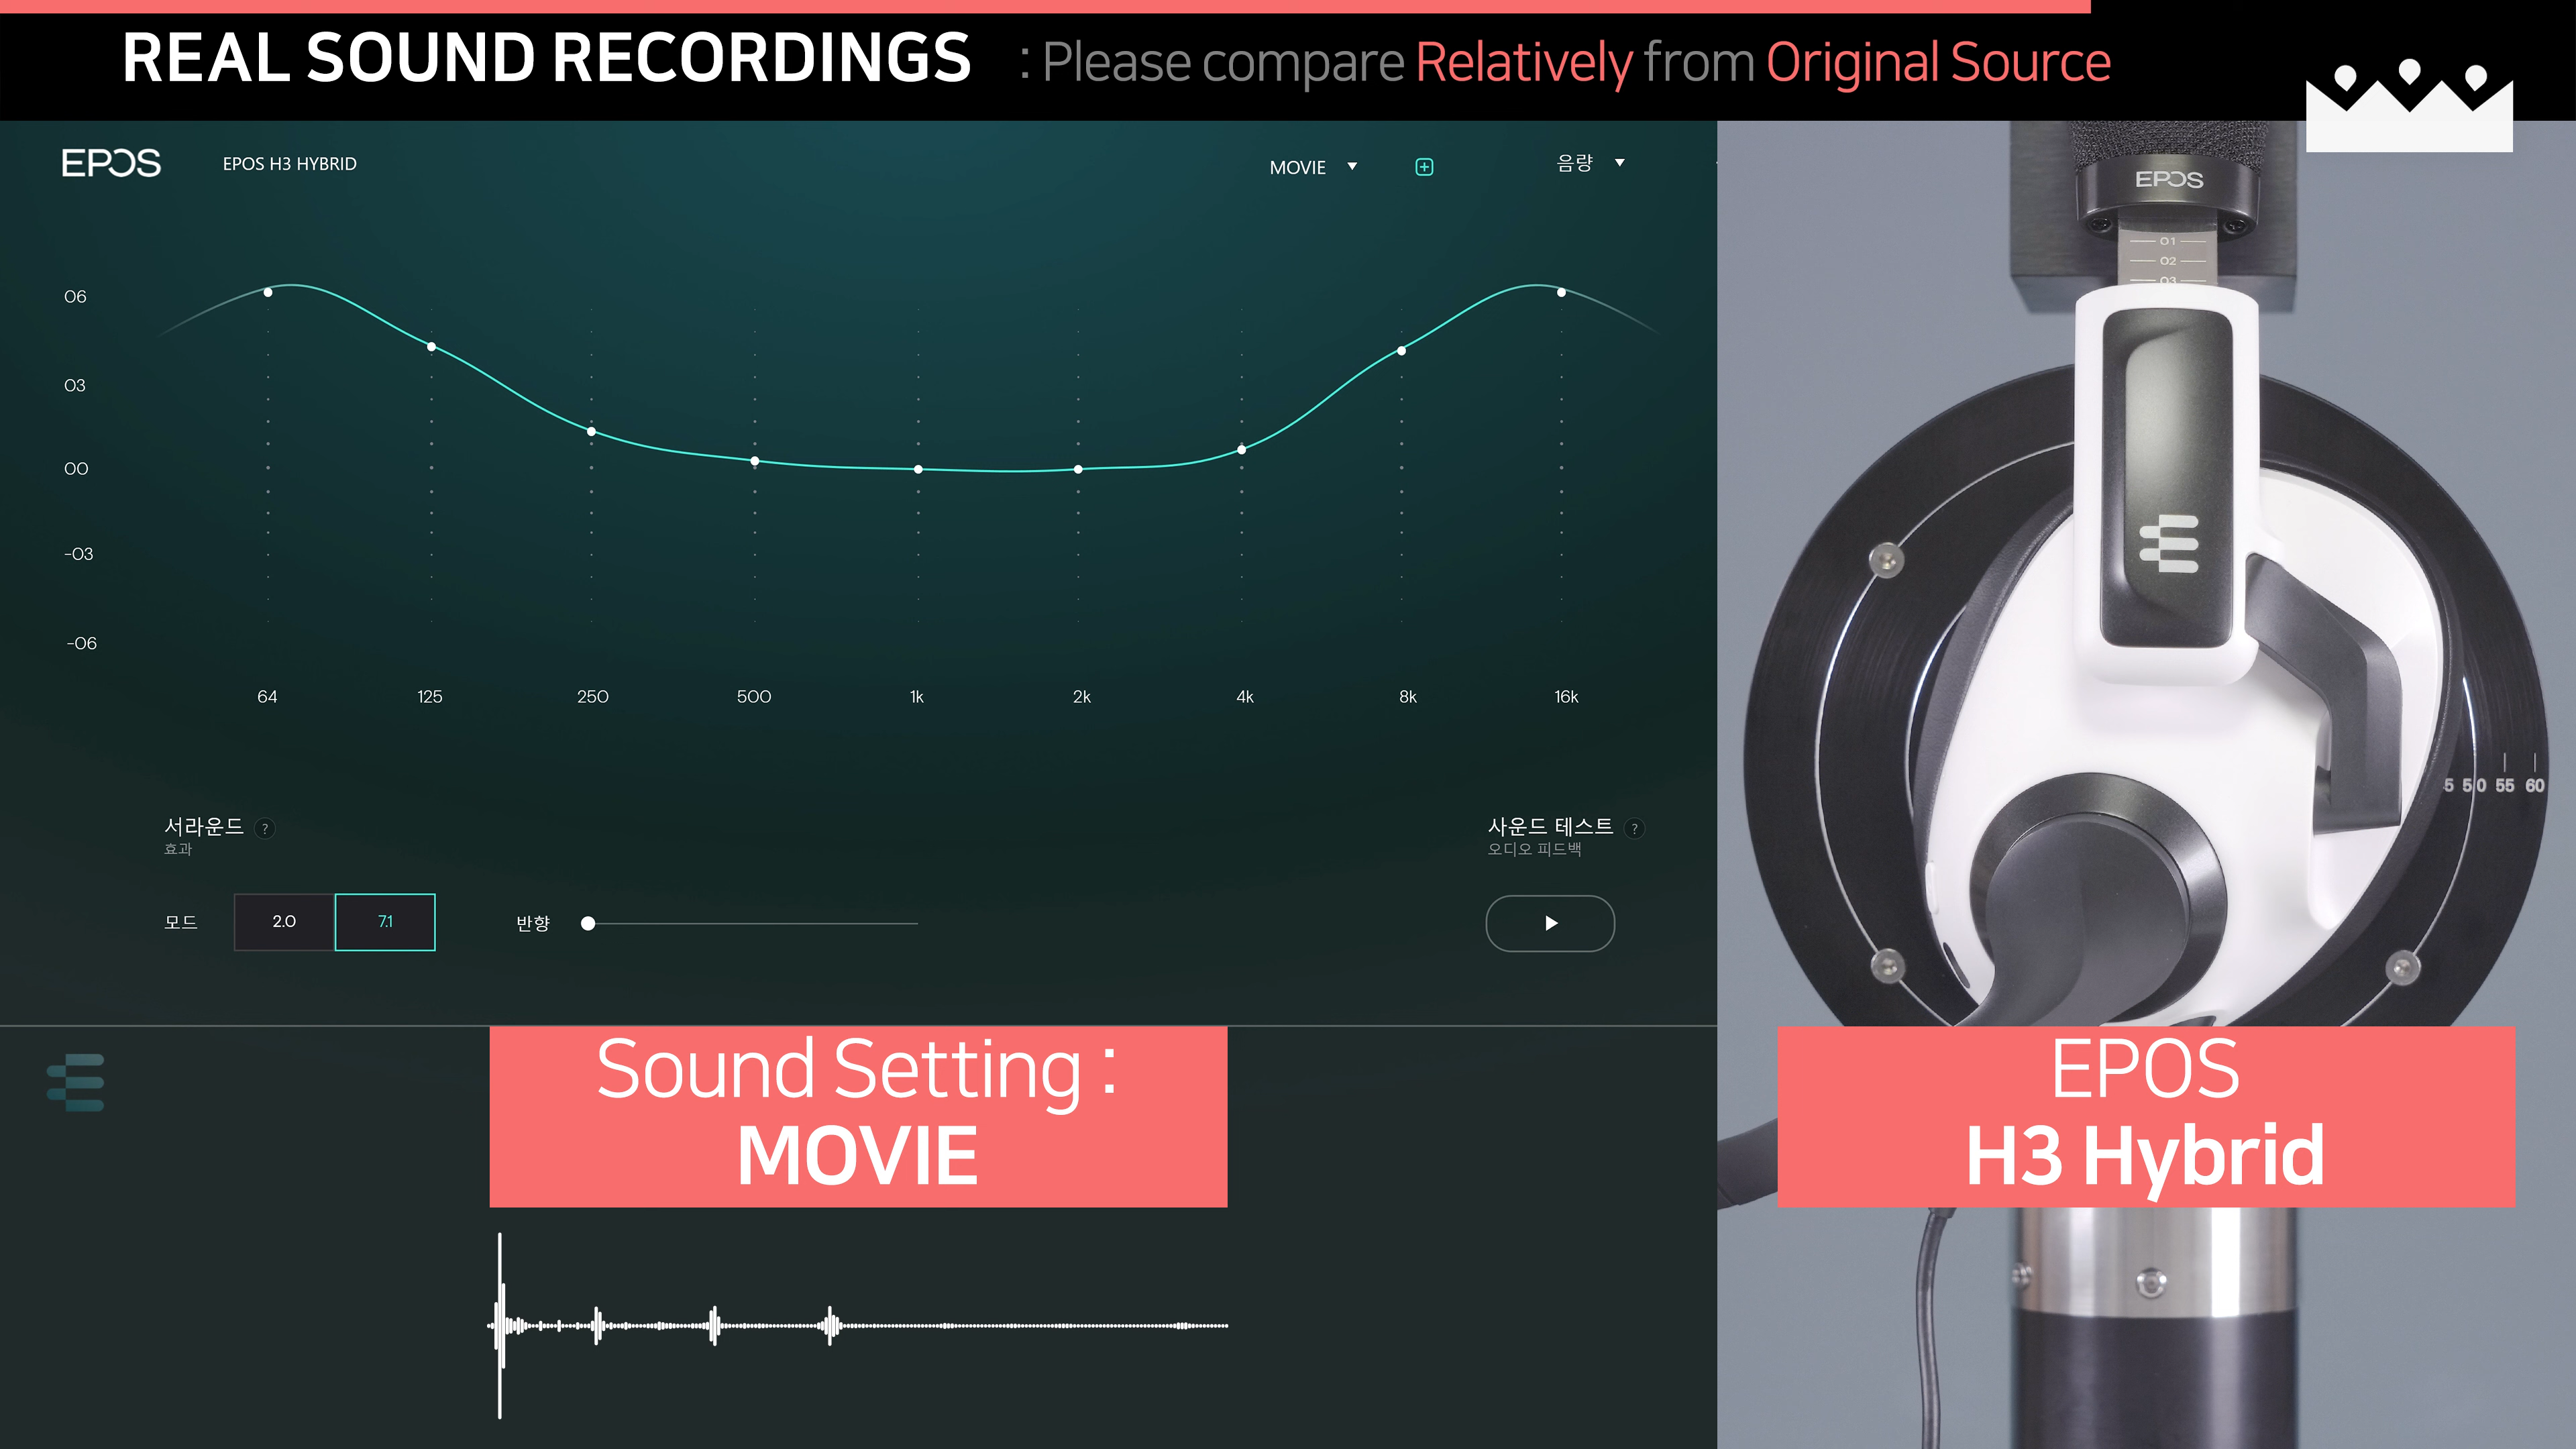 REAL SOUND RECORDINGS : Please compare Relatively from Original Source
EPOS EPOS H3 HYBRID MOVIE 음량
06
03
00
-03
-06
64 125 250 500 1k 2k 4k 8k 16k
서라운드 ?
효과
사운드 테스트 ?
오디오 피드백
모드 2.0 7.1 반향
EPOS
01
02
03
5 50 55 60
Sound Setting :
MOVIE
EPOS
H3 Hybrid